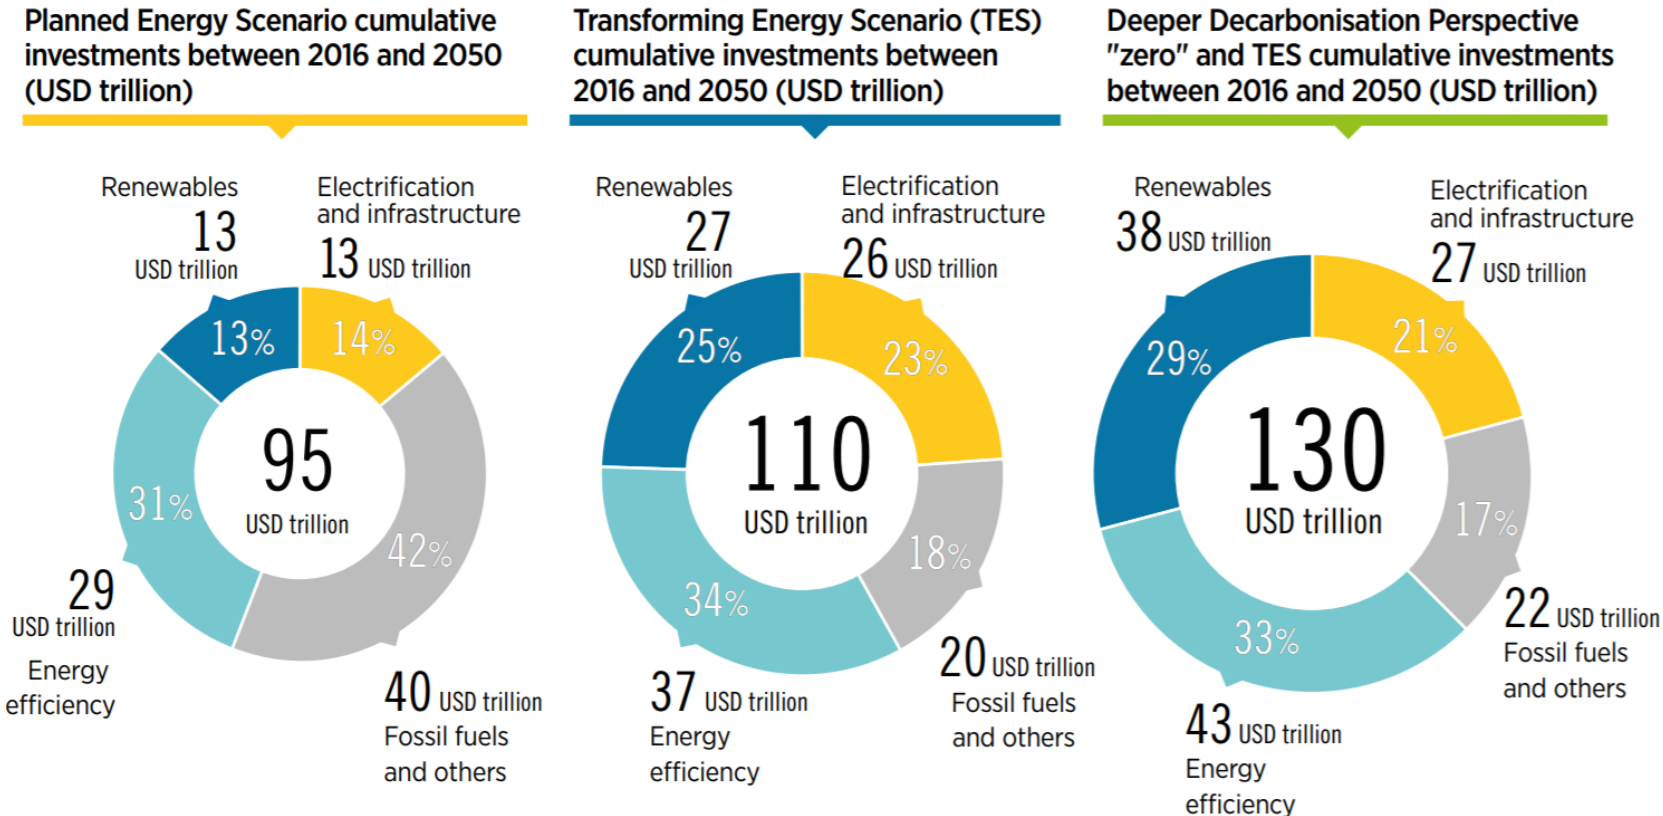 Planned Energy Scenario cumulative
investments between 2016 and 2050
(USD trillion)
Renewables
13
USD trillion
Electrification
and infrastructure
13 USD trillion
13%
14%
31%
42%
95
USD trillion
29
USD trillion
Energy
efficiency
40 USD trillion
Fossil fuels
and others
Transforming Energy Scenario (TES)
cumulative investments between
2016 and 2050 (USD trillion)
Renewables
27
USD trillion
Electrification
and infrastructure
26 USD trillion
25%
23%
110
USD trillion
18%
34%
37 USD trillion
Energy
efficiency
20 USD trillion
Fossil fuels
and others
Deeper Decarbonisation Perspective
"zero" and TES cumulative investments
between 2016 and 2050 (USD trillion)
Renewables
38 USD trillion
Electrification
and infrastructure
27 USD trillion
29%
21%
130
USD trillion
17%
33%
22 USD trillion
Fossil fuels
and others
43 USD trillion
Energy
efficiency